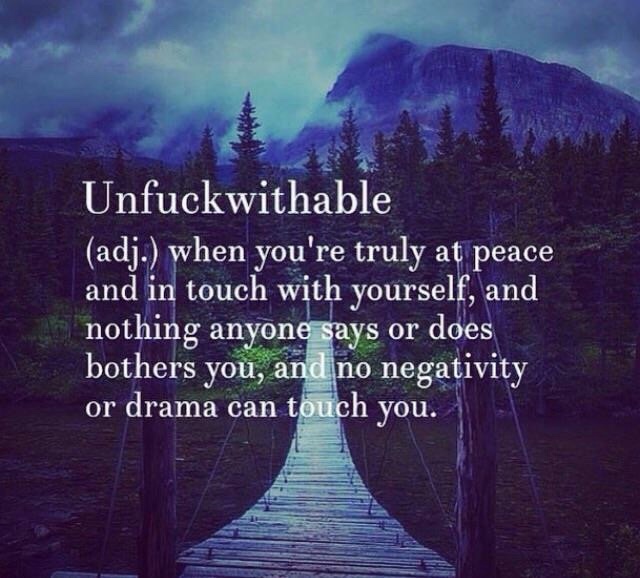 Unfuckwithable
(adj.) when you're truly at peace
and in touch with yourself, and
nothing anyone says or does
bothers you, and no negativity
or drama can touch you.